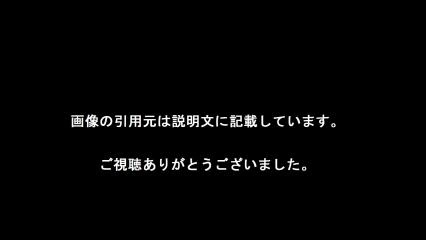 画像の引用元は説明文に記載しています。
ご視聴ありがとうございました。